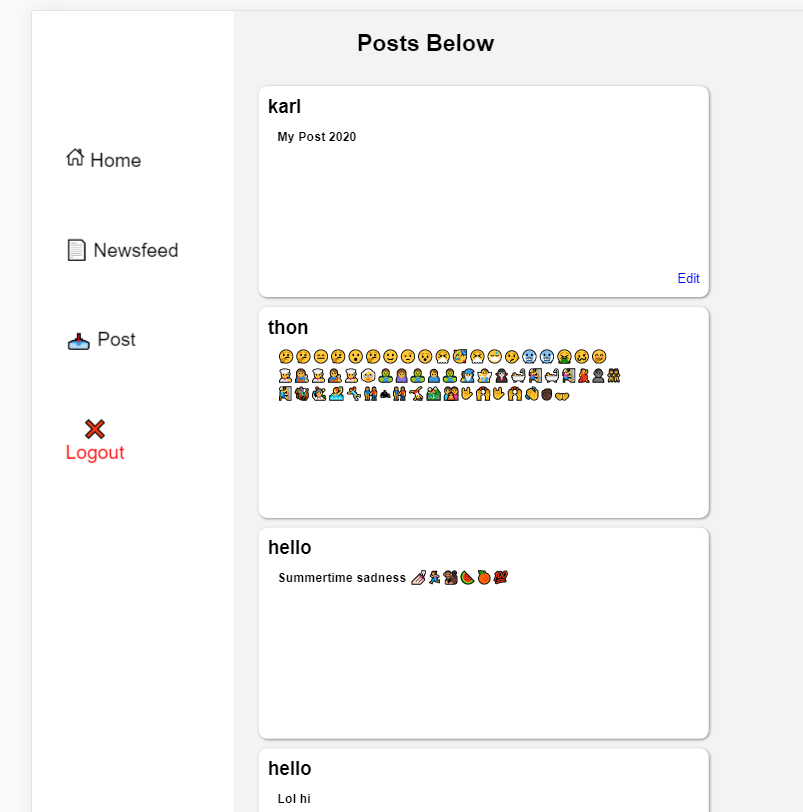 Posts Below
Home
Newsfeed
Post
Logout
karl
My Post 2020
Edit
thon
hello
Summertime sadness
hello
Lol hi